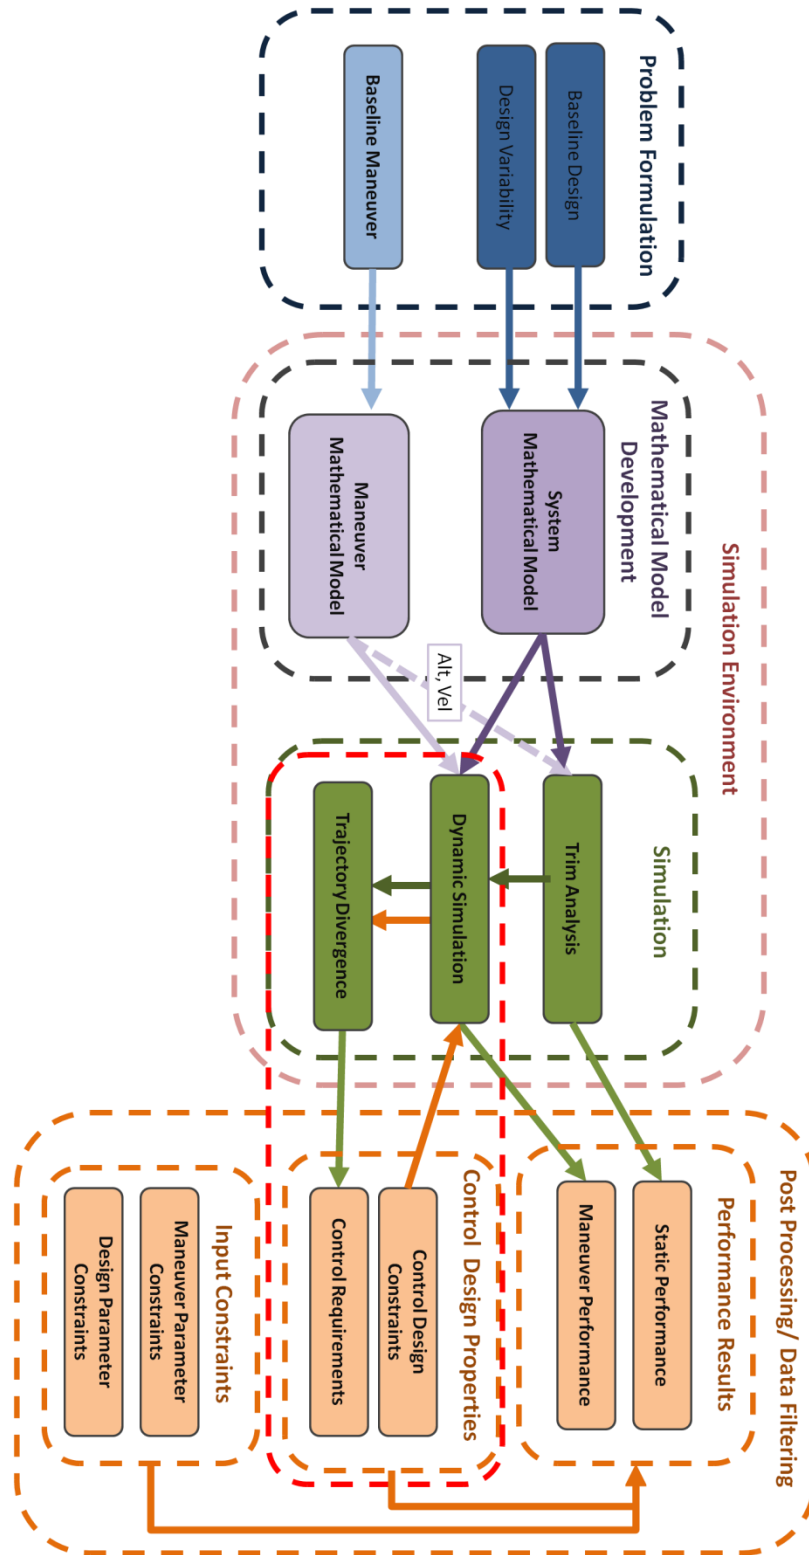 Problem Formulation
Baseline Design
Design Variability
Baseline Maneuver
Simulation Environment
Mathematical Model
Development
System
Mathematical Model
Maneuver
Mathematical Model
Alt, Vel
Simulation
Trim Analysis
Dynamic Simulation
Trajectory Divergence
Post Processing/ Data Filtering
Performance Results
Static Performance
Maneuver Performance
Control Design Properties
Control Design
Constraints
Control Requirements
Input Constraints
Maneuver Parameter
Constraints
Design Parameter
Constraints